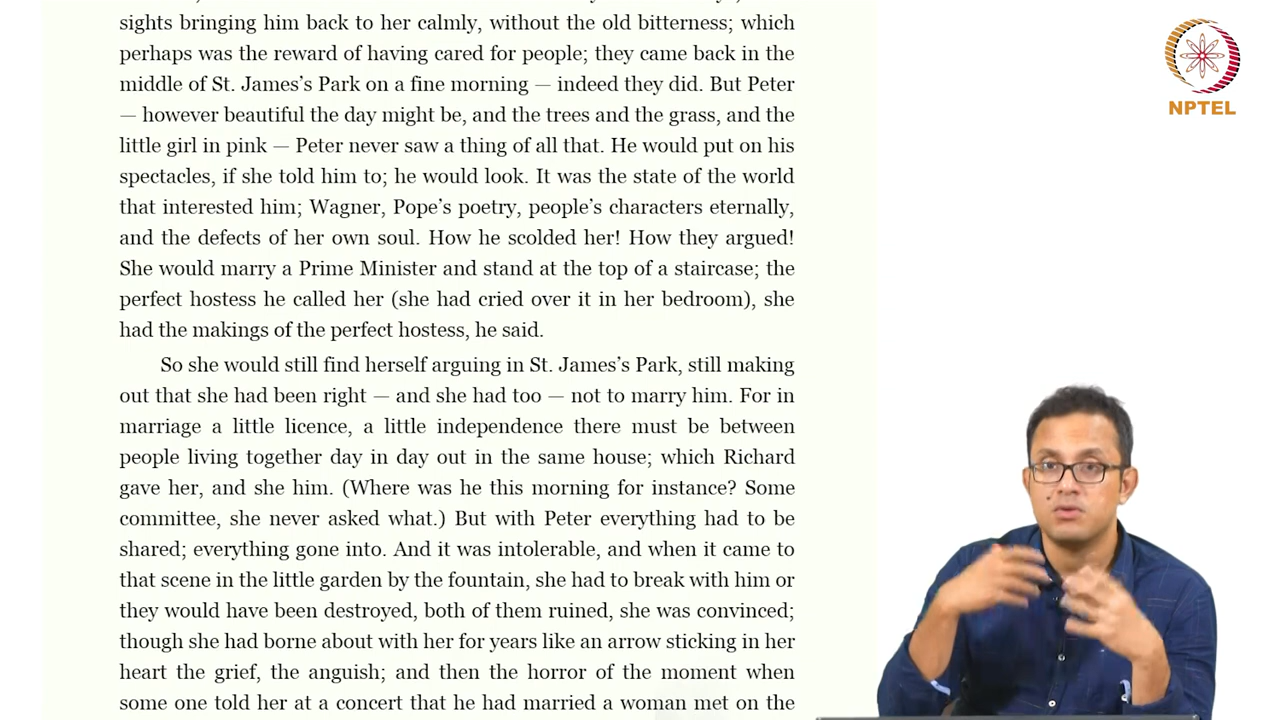 sights bringing him back to her calmly, without the old bitterness; which
perhaps was the reward of having cared for people; they came back in the
middle of St. James’s Park on a fine morning — indeed they did. But Peter
— however beautiful the day might be, and the trees and the grass, and the
little girl in pink — Peter never saw a thing of all that. He would put on his
spectacles, if she told him to; he would look. It was the state of the world
that interested him; Wagner, Pope’s poetry, people’s characters eternally,
and the defects of her own soul. How he scolded her! How they argued!
She would marry a Prime Minister and stand at the top of a staircase; the
perfect hostess he called her (she had cried over it in her bedroom), she
had the makings of the perfect hostess, he said.
So she would still find herself arguing in St. James’s Park, still making
out that she had been right — and she had too — not to marry him. For in
marriage a little licence, a little independence there must be between
people living together day in day out in the same house; which Richard
gave her, and she him. (Where was he this morning for instance? Some
committee, she never asked what.) But with Peter everything had to be
shared; everything gone into. And it was intolerable, and when it came to
that scene in the little garden by the fountain, she had to break with him or
they would have been destroyed, both of them ruined, she was convinced;
though she had borne about with her for years like an arrow sticking in her
heart the grief, the anguish; and then the horror of the moment when
some one told her at a concert that he had married a woman met on the
NPTEL